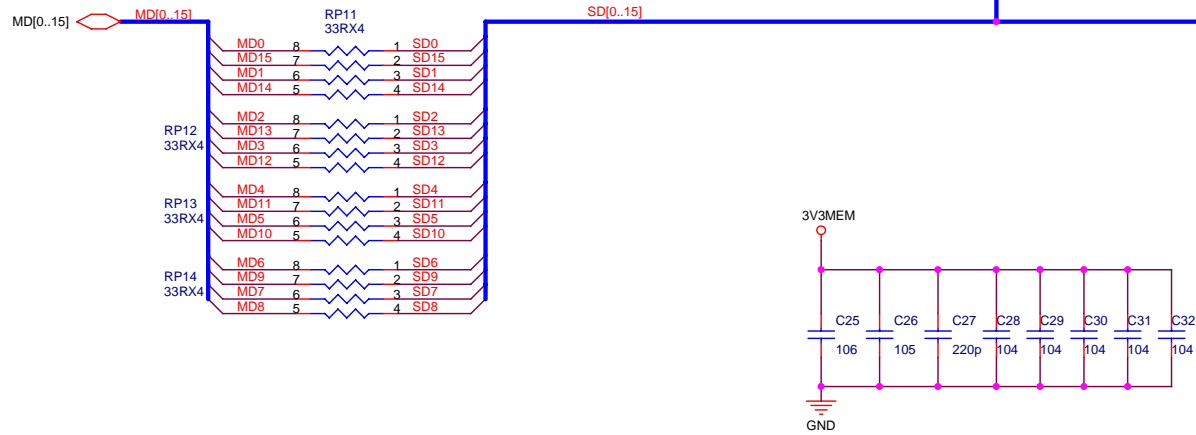 MD[0..15] MD[0..15] RP11 SD[0..15]
33RX4
MD0 8 1 SD0
MD15 7 2 SD15
MD1 6 3 SD1
MD14 5 4 SD14
MD2 8 1 SD2
RP12 MD13 7 2 SD13
33RX4 MD3 6 3 SD3
MD12 5 4 SD12
MD4 8 1 SD4
RP13 MD11 7 2 SD11
33RX4 MD5 6 3 SD5
MD10 5 4 SD10
MD6 8 1 SD6
RP14 MD9 7 2 SD9
33RX4 MD7 6 3 SD7
MD8 5 4 SD8
3V3MEM
C25 C26 C27 C28 C29 C30 C31 C32
106 105 220p 104 104 104 104 104
GND